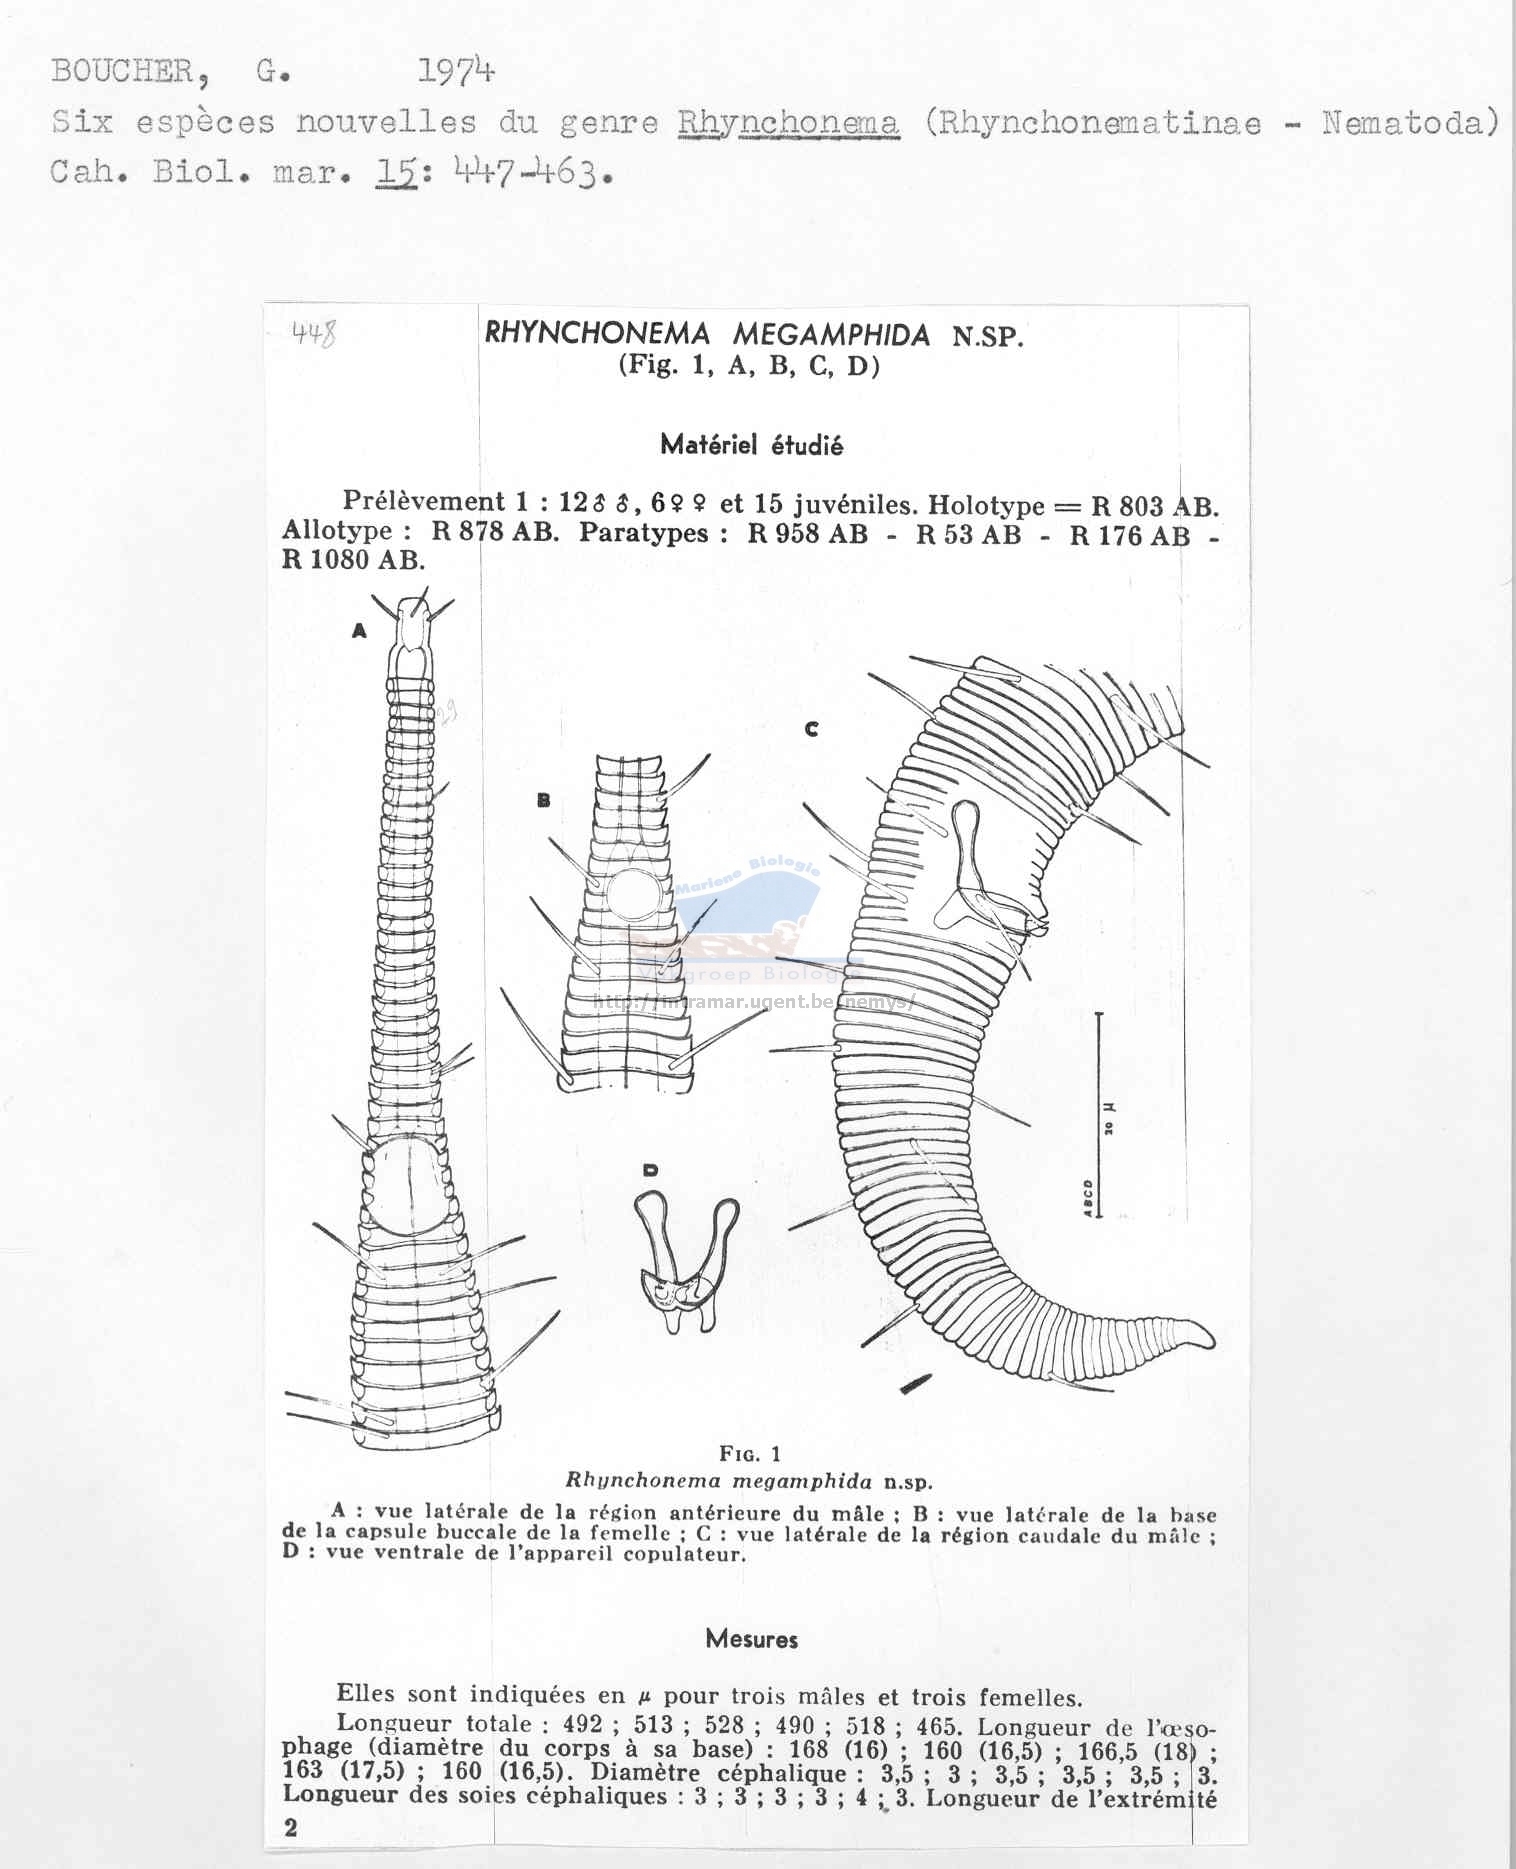 BOUCHER, G. 1974
Six espèces nouvelles du genre Rhynchonema (Rhynchonematinae - Nematoda)
Cah. Biol. mar. 15: 447-463.
448
RHYNCHONEMA MEGAMPHIDA N.SP.
(Fig. 1, A, B, C, D)
Matériel étudié
Prélèvement 1 : 12♂ ♂, 6♀ ♀ et 15 juvéniles. Holotype = R 803 AB.
Allotype : R 878 AB. Paratypes : R 958 AB - R 53 AB - R 176 AB -
R 1080 AB.
A
29
C
B
Mariene Biologie
Vakgroep Biologie
http://intramar.ugent.be/nemys/
20 µ
ABCD
D
FIG. 1
Rhynchonema megamphida n.sp.
A : vue latérale de la région antérieure du mâle ; B : vue latérale de la base
de la capsule buccale de la femelle ; C : vue latérale de la région caudale du mâle ;
D : vue ventrale de l'appareil copulateur.
Mesures
Elles sont indiquées en µ pour trois mâles et trois femelles.
Longueur totale : 492 ; 513 ; 528 ; 490 ; 518 ; 465. Longueur de l'œso-
phage (diamètre du corps à sa base) : 168 (16) ; 160 (16,5) ; 166,5 (18) ;
163 (17,5) ; 160 (16,5). Diamètre céphalique : 3,5 ; 3 ; 3,5 ; 3,5 ; 3,5 ; 3.
Longueur des soies céphaliques : 3 ; 3 ; 3 ; 3 ; 4 ; 3. Longueur de l'extrémité
2